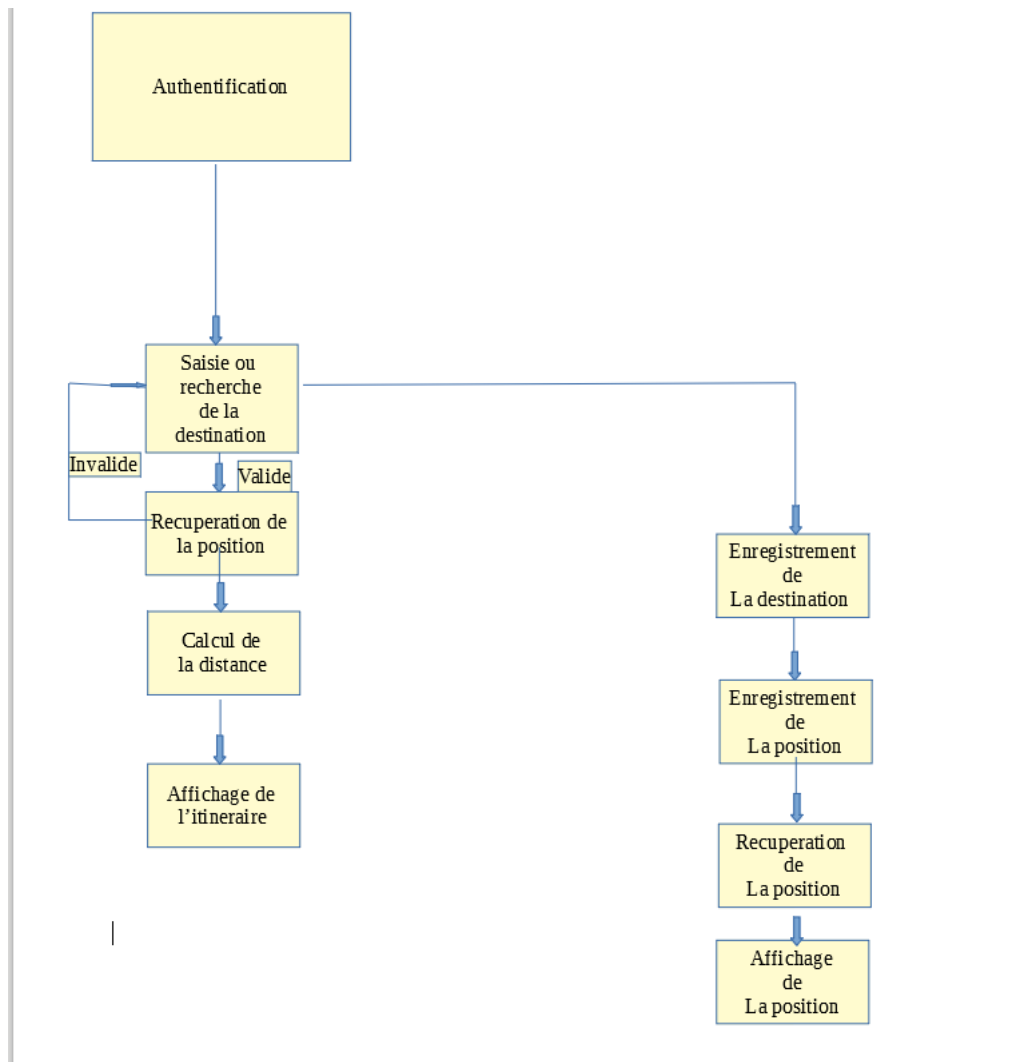 Authentification
Saisie ou
recherche
de la
destination
Invalide
Valide
Recuperation de
la position
Calcul de
la distance
Affichage de
l’itineraire
Enregistrement
de
La destination
Enregistrement
de
La position
Recuperation
de
La position
Affichage
de
La position